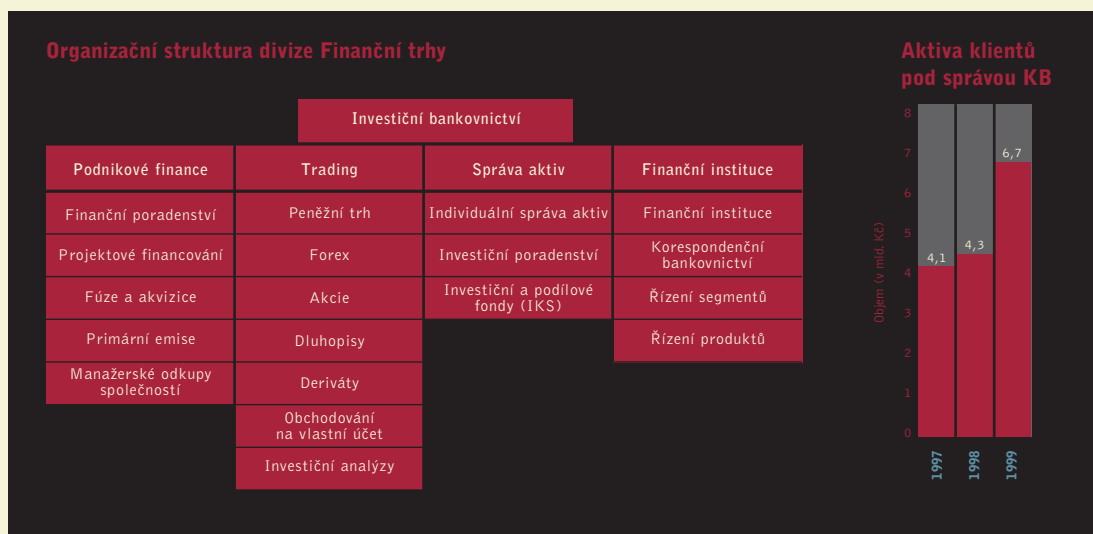 Organizační struktura divize Finanční trhy
Investiční bankovnictví
Podnikové finance
Finanční poradenství
Projektové financování
Fúze a akvizice
Primární emise
Manažerské odkupy
společností
Trading
Peněžní trh
Forex
Akcie
Dluhopisy
Deriváty
Obchodování
na vlastní účet
Investiční analýzy
Správa aktiv
Individuální správa aktiv
Investiční poradenství
Investiční a podílové
fondy (IKS)
Finanční instituce
Finanční instituce
Korespondenční
bankovnictví
Řízení segmentů
Řízení produktů
Aktiva klientů
pod správou KB
Objem (v mld. Kč)
8
7
6
5
4
3
2
1
0
4,1
4,3
6,7
1997
1998
1999